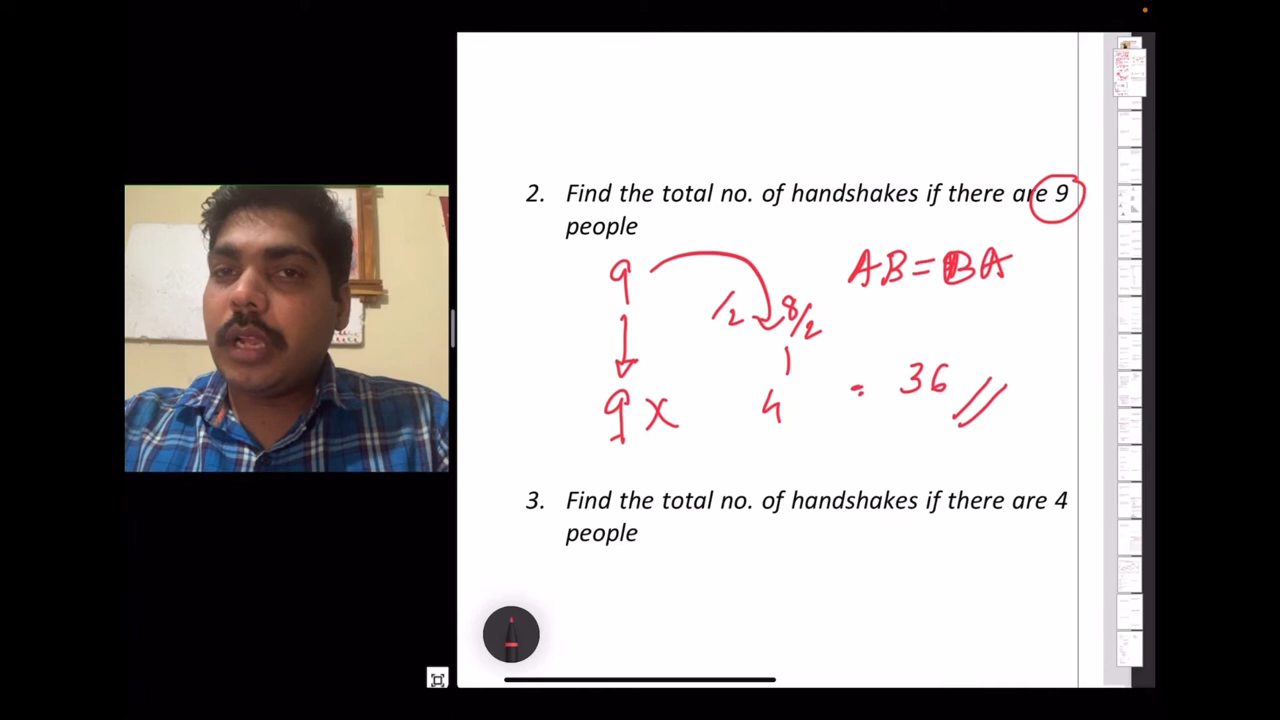 2. Find the total no. of handshakes if there are 9
people
9
AB = BA
/2 8/2
9 x 4 = 36 //
3. Find the total no. of handshakes if there are 4
people